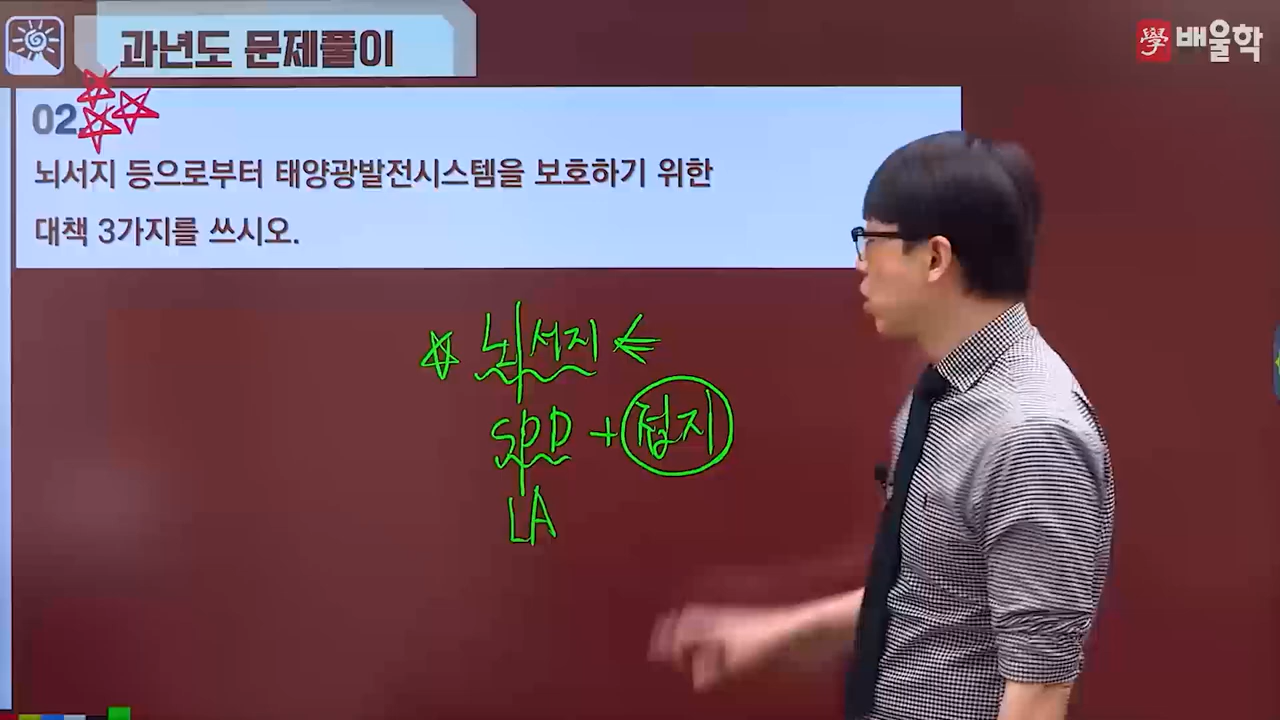 과년도 문제풀이
學 배울학
02.
뇌서지 등으로부터 태양광발전시스템을 보호하기 위한
대책 3가지를 쓰시오.
뇌서지
SPD + 접지
LA